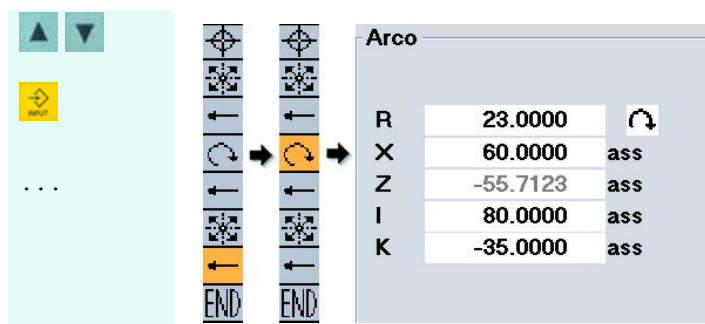 INPUT
. . .
END
END
Arco
R 23.0000
X 60.0000 ass
Z -55.7123 ass
I 80.0000 ass
K -35.0000 ass